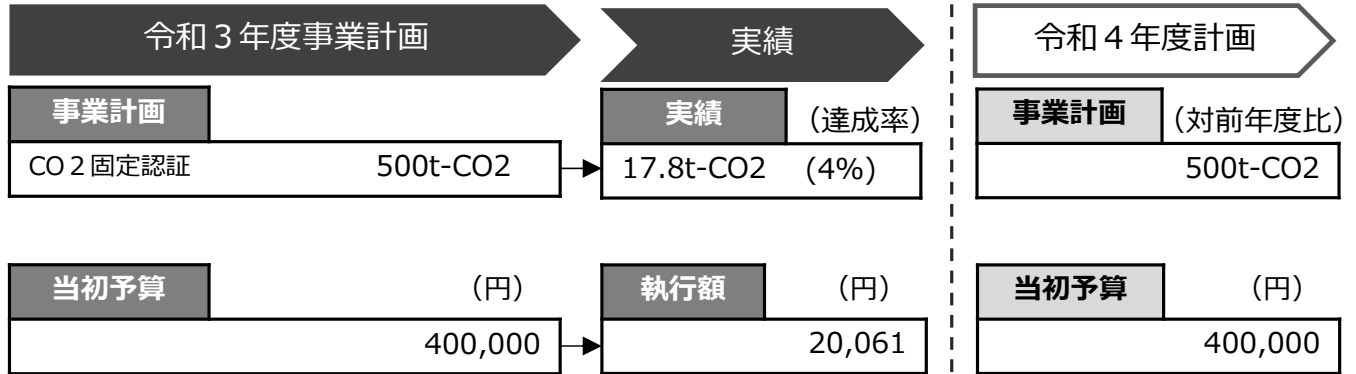 令和３年度事業計画
実績
令和４年度計画
事業計画
実績 （達成率）
事業計画 （対前年度比）
CO２固定認証 500t-CO2
17.8t-CO2 (4%)
500t-CO2
当初予算 （円）
執行額 （円）
当初予算 （円）
400,000
20,061
400,000